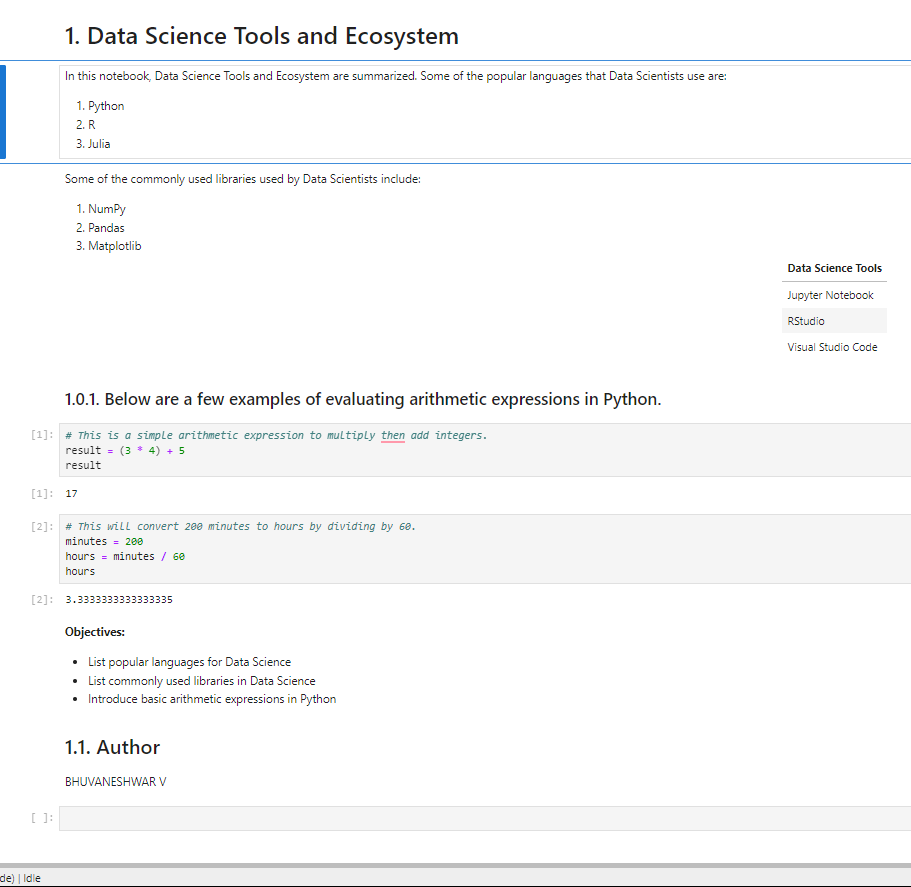 1. Data Science Tools and Ecosystem
In this notebook, Data Science Tools and Ecosystem are summarized. Some of the popular languages that Data Scientists use are:
1. Python
2. R
3. Julia
Some of the commonly used libraries used by Data Scientists include:
1. NumPy
2. Pandas
3. Matplotlib
Data Science Tools
Jupyter Notebook
RStudio
Visual Studio Code
1.0.1. Below are a few examples of evaluating arithmetic expressions in Python.
[1]: # This is a simple arithmetic expression to multiply then add integers.
result = (3 * 4) + 5
result
[1]: 17
[2]: # This will convert 200 minutes to hours by dividing by 60.
minutes = 200
hours = minutes / 60
hours
[2]: 3.3333333333333335
Objectives:
• List popular languages for Data Science
• List commonly used libraries in Data Science
• Introduce basic arithmetic expressions in Python
1.1. Author
BHUVANESHWAR V
[ ]:
de) | Idle